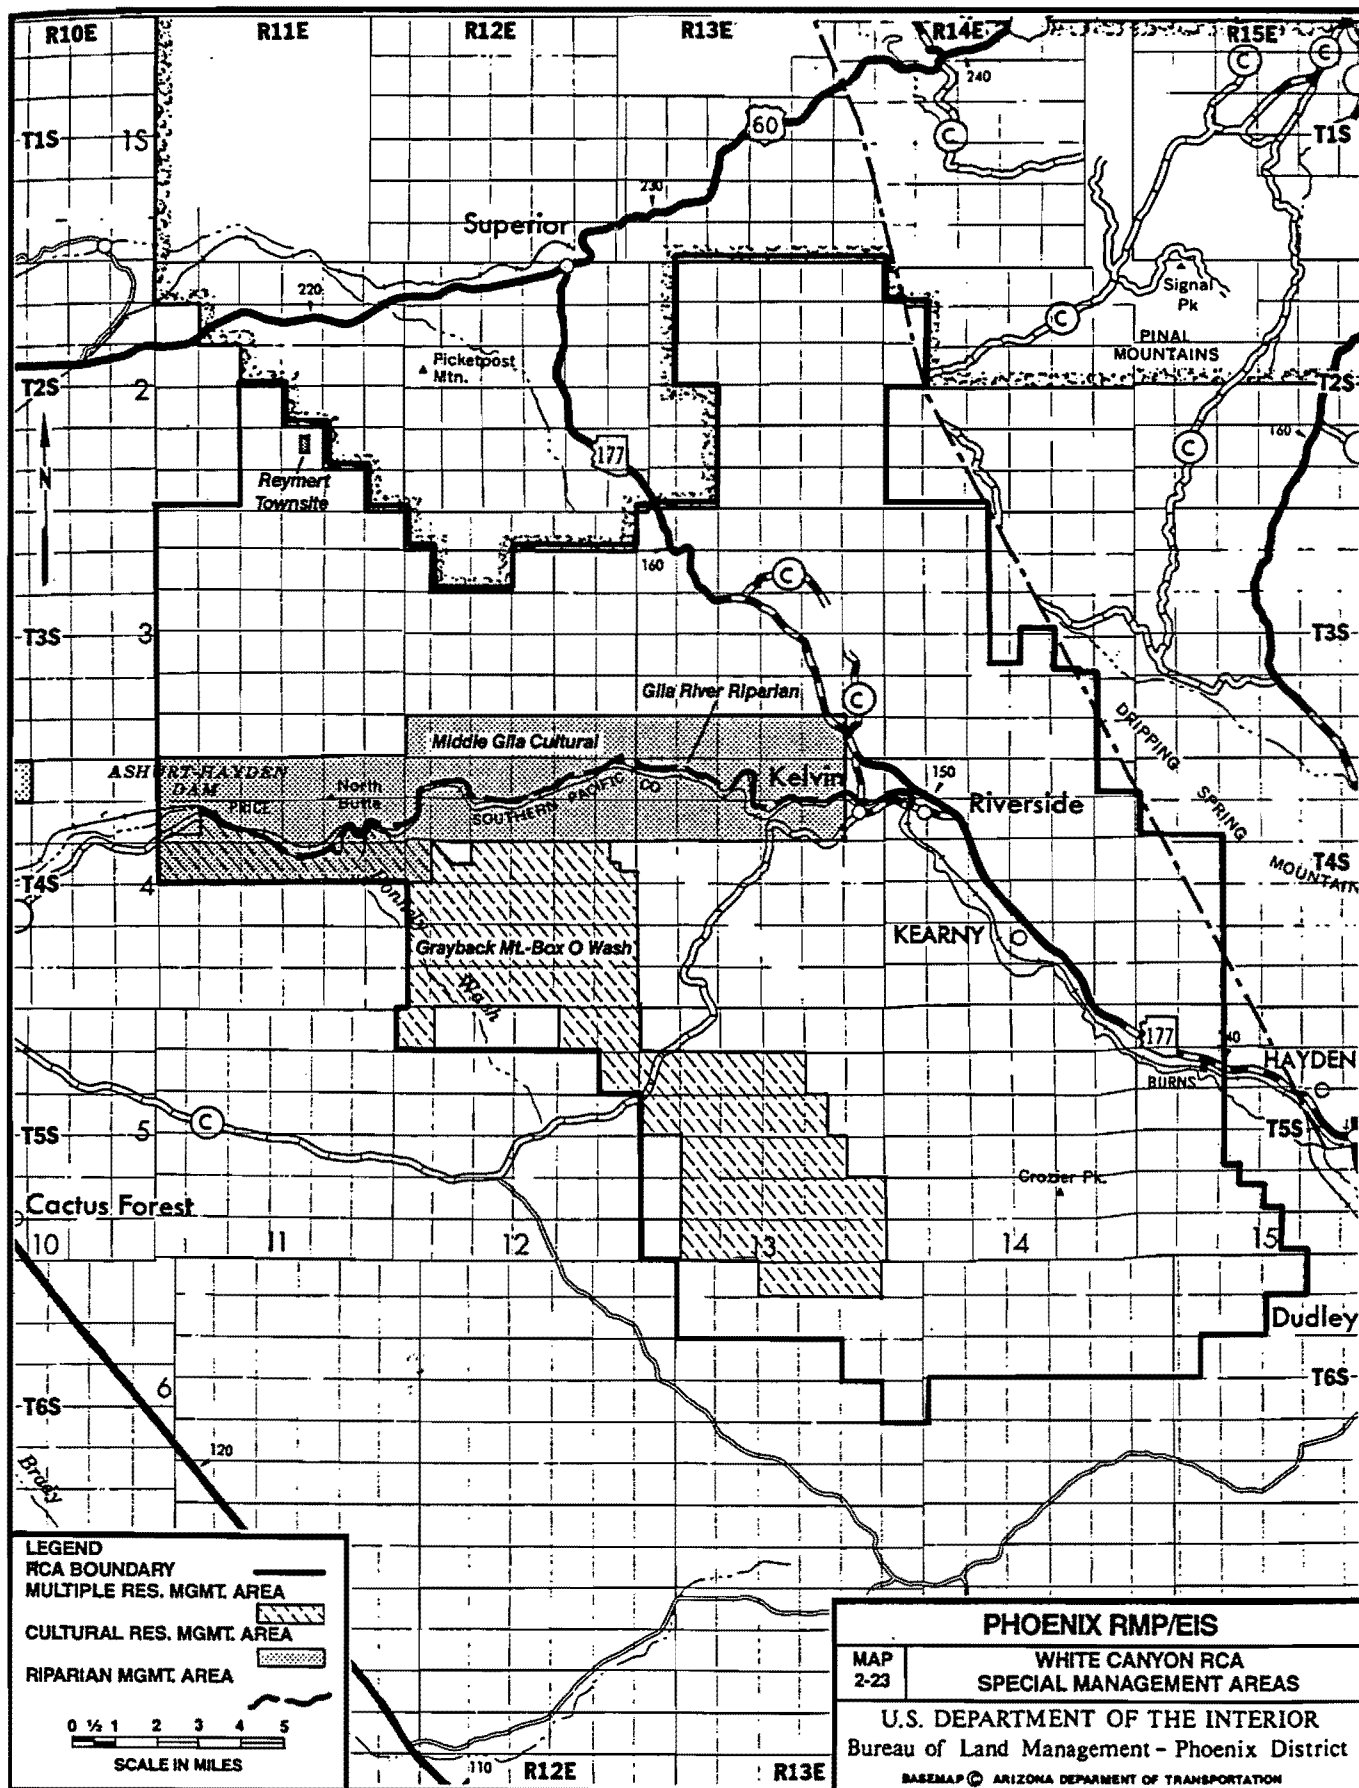 R10E R11E R12E R13E R14E R15E
240
C C C
60
T1S 1S T1S
230
Superior
220
Signal
Pk
C
PINAL
MOUNTAINS
Picketpost
Mtn.
T2S 2 T2S
160
C
177
N
Reymert
Townsite
160
C
T3S 3 T3S
Gila River Riparian
C
DRIPPING
Middle Gila Cultural
ASHURT-HAYDEN
DAM
North
Butte
PRICE
SOUTHERN PACIFIC CO
Kelvin
150
Riverside
SPRING
MOUNTAIN
T4S 4 T4S
KEARNY
Grayback Mt.-Box O Wash
Wash
177
HAYDEN
BURNS
C
T5S 5 T5S
Crozier Pk.
Cactus Forest
10 11 12 13 14 15
Dudley
6
T6S T6S
120
Brady
LEGEND
RCA BOUNDARY
MULTIPLE RES. MGMT. AREA
CULTURAL RES. MGMT. AREA
RIPARIAN MGMT. AREA
0 ½ 1 2 3 4 5
SCALE IN MILES
110 R12E R13E
PHOENIX RMP/EIS
MAP
2-23
WHITE CANYON RCA
SPECIAL MANAGEMENT AREAS
U.S. DEPARTMENT OF THE INTERIOR
Bureau of Land Management - Phoenix District
BASEMAP © ARIZONA DEPARTMENT OF TRANSPORTATION